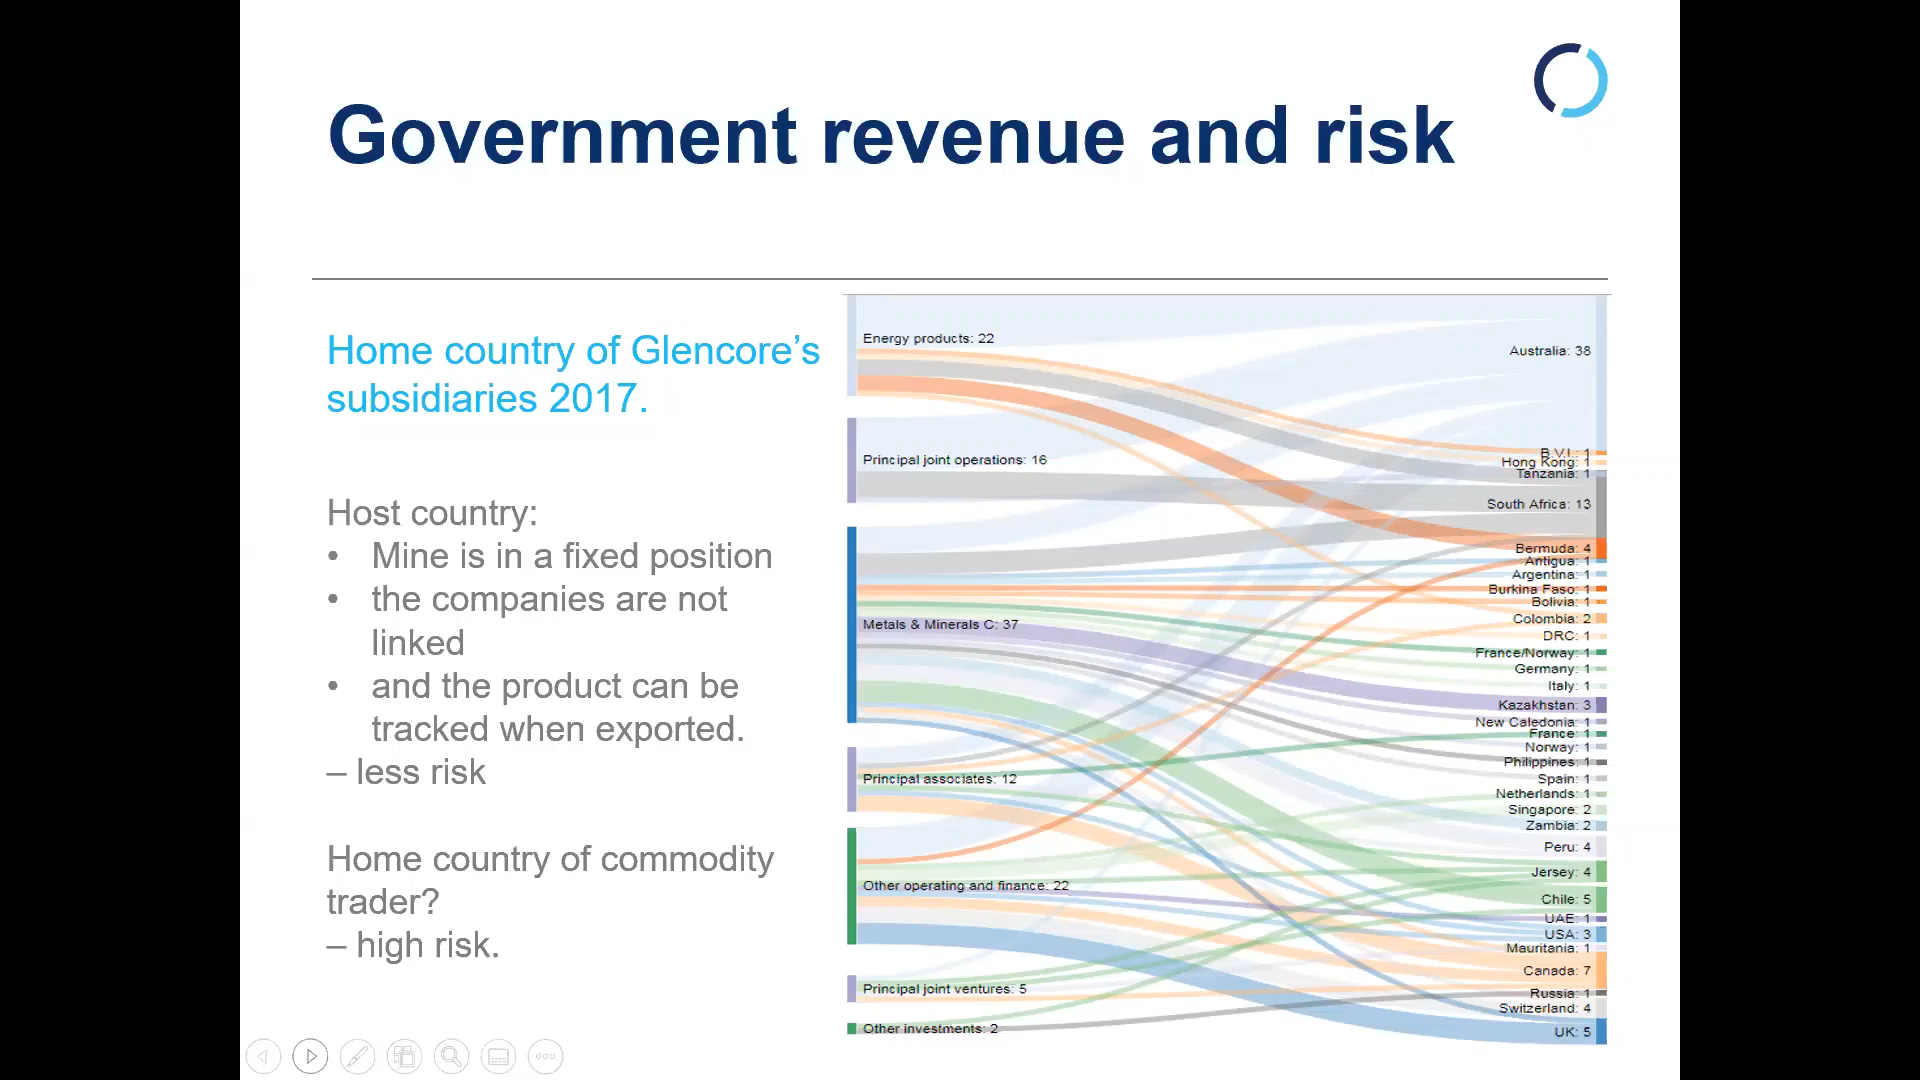 Government revenue and risk
Home country of Glencore’s
subsidiaries 2017.
Host country:
• Mine is in a fixed position
• the companies are not
linked
• and the product can be
tracked when exported.
– less risk
Home country of commodity
trader?
– high risk.
Energy products: 22
Principal joint operations: 16
Metals & Minerals C: 37
Principal associates: 12
Other operating and finance: 22
Principal joint ventures: 5
Other investments: 2
Australia: 38
B.V.I.: 1
Hong Kong: 1
Tanzania: 1
South Africa: 13
Bermuda: 4
Antigua: 1
Argentina: 1
Burkina Faso: 1
Bolivia: 1
Colombia: 2
DRC: 1
France/Norway: 1
Germany: 1
Italy: 1
Kazakhstan: 3
New Caledonia: 1
France: 1
Norway: 1
Philippines: 1
Spain: 1
Netherlands: 1
Singapore: 2
Zambia: 2
Peru: 4
Jersey: 4
Chile: 5
UAE: 1
USA: 3
Mauritania: 1
Canada: 7
Russia: 1
Switzerland: 4
UK: 5